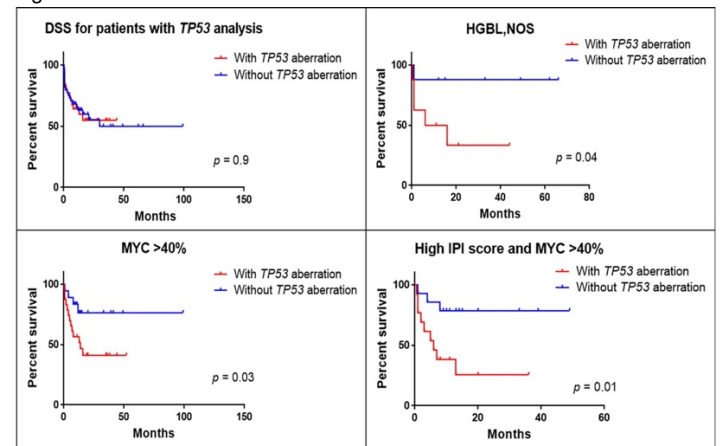 DSS for patients with TP53 analysis
With TP53 aberration
Without TP53 aberration
Percent survival
100
50
0
p = 0.9
0 50 100 150
Months
HGBL,NOS
With TP53 aberration
Without TP53 aberration
Percent survival
100
50
0
p = 0.04
0 20 40 60 80
Months
MYC >40%
With TP53 aberration
Without TP53 aberration
Percent survival
100
50
0
p = 0.03
0 50 100 150
Months
High IPI score and MYC >40%
With TP53 aberration
Without TP53 aberration
Percent survival
100
50
0
p = 0.01
0 20 40 60
Months